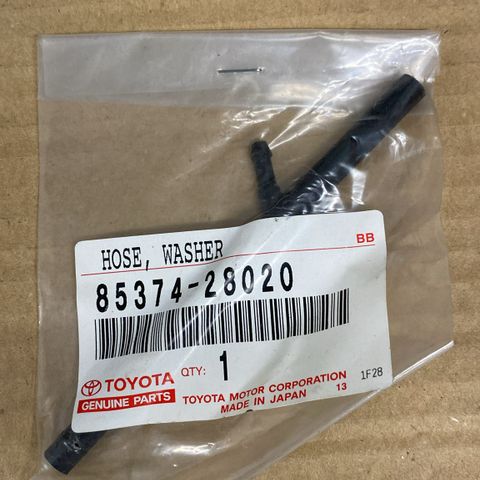 HOSE, WASHER
BB
85374-28020
TOYOTA
GENUINE PARTS
QTY: 1
TOYOTA MOTOR CORPORATION
MADE IN JAPAN
13
1F28